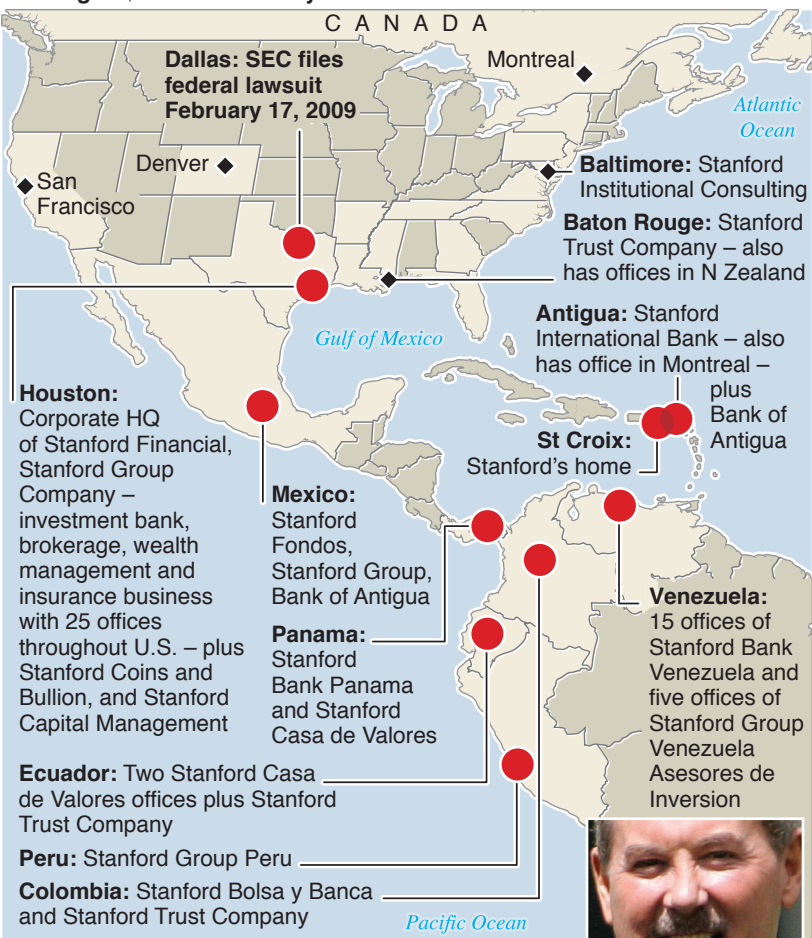 C A N A D A
Dallas: SEC files
federal lawsuit
February 17, 2009
Montreal
Atlantic
Ocean
Denver
San
Francisco
Baltimore: Stanford
Institutional Consulting
Baton Rouge: Stanford
Trust Company – also
has offices in N Zealand
Gulf of Mexico
Antigua: Stanford
International Bank – also
has office in Montreal –
plus
Bank of
Antigua
St Croix:
Stanford's home
Houston:
Corporate HQ
of Stanford Financial,
Stanford Group
Company –
investment bank,
brokerage, wealth
management and
insurance business
with 25 offices
throughout U.S. – plus
Stanford Coins and
Bullion, and Stanford
Capital Management
Mexico:
Stanford
Fondos,
Stanford Group,
Bank of Antigua
Panama:
Stanford
Bank Panama
and Stanford
Casa de Valores
Venezuela:
15 offices of
Stanford Bank
Venezuela and
five offices of
Stanford Group
Venezuela
Asesores de
Inversion
Ecuador: Two Stanford Casa
de Valores offices plus Stanford
Trust Company
Peru: Stanford Group Peru
Colombia: Stanford Bolsa y Banca
and Stanford Trust Company
Pacific Ocean